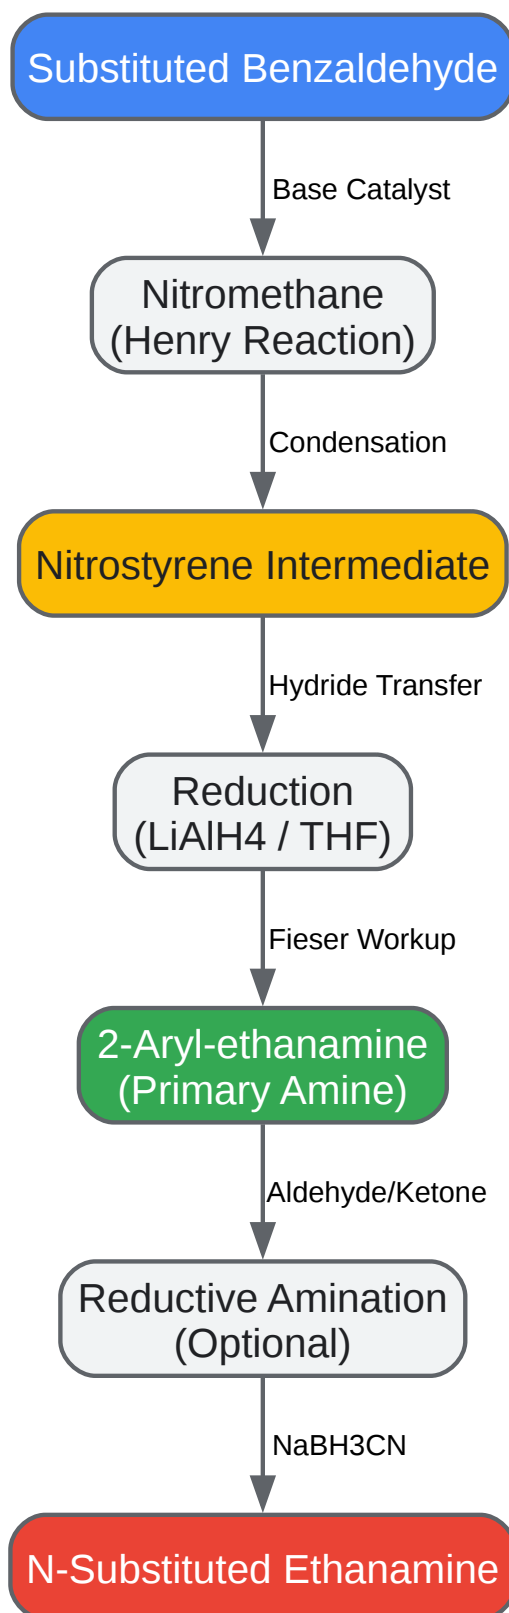 Substituted Benzaldehyde
Base Catalyst
Nitromethane
(Henry Reaction)
Condensation
Nitrostyrene Intermediate
Hydride Transfer
Reduction
(LiAlH4 / THF)
Fieser Workup
2-Aryl-ethanamine
(Primary Amine)
Aldehyde/Ketone
Reductive Amination
(Optional)
NaBH3CN
N-Substituted Ethanamine